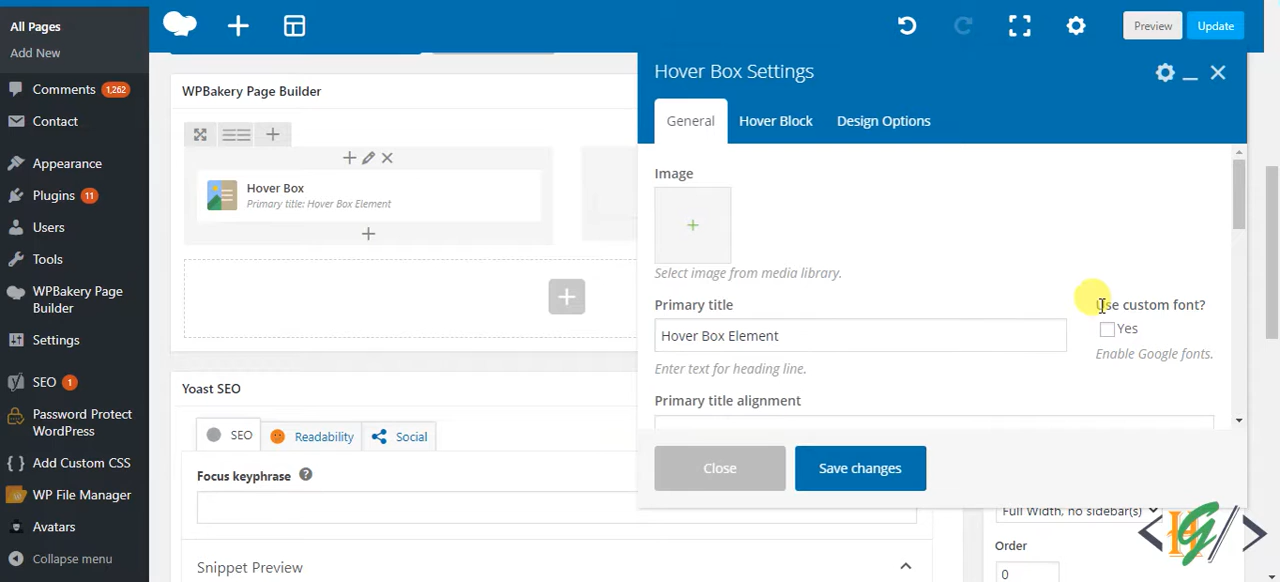 All Pages
Add New
Comments 1,262
Contact
Appearance
Plugins 11
Users
Tools
WPBakery Page
Builder
Settings
SEO 1
Password Protect
WordPress
Add Custom CSS
WP File Manager
Avatars
Collapse menu
Preview
Update
WPBakery Page Builder
Hover Box
Primary title: Hover Box Element
Yoast SEO
SEO
Readability
Social
Focus keyphrase ?
Snippet Preview
Hover Box Settings
General
Hover Block
Design Options
Image
Select image from media library.
Primary title
Use custom font?
Hover Box Element
Yes
Enter text for heading line.
Enable Google fonts.
Primary title alignment
Close
Save changes
Full Width, no sidebar(s)
Order
0
HG